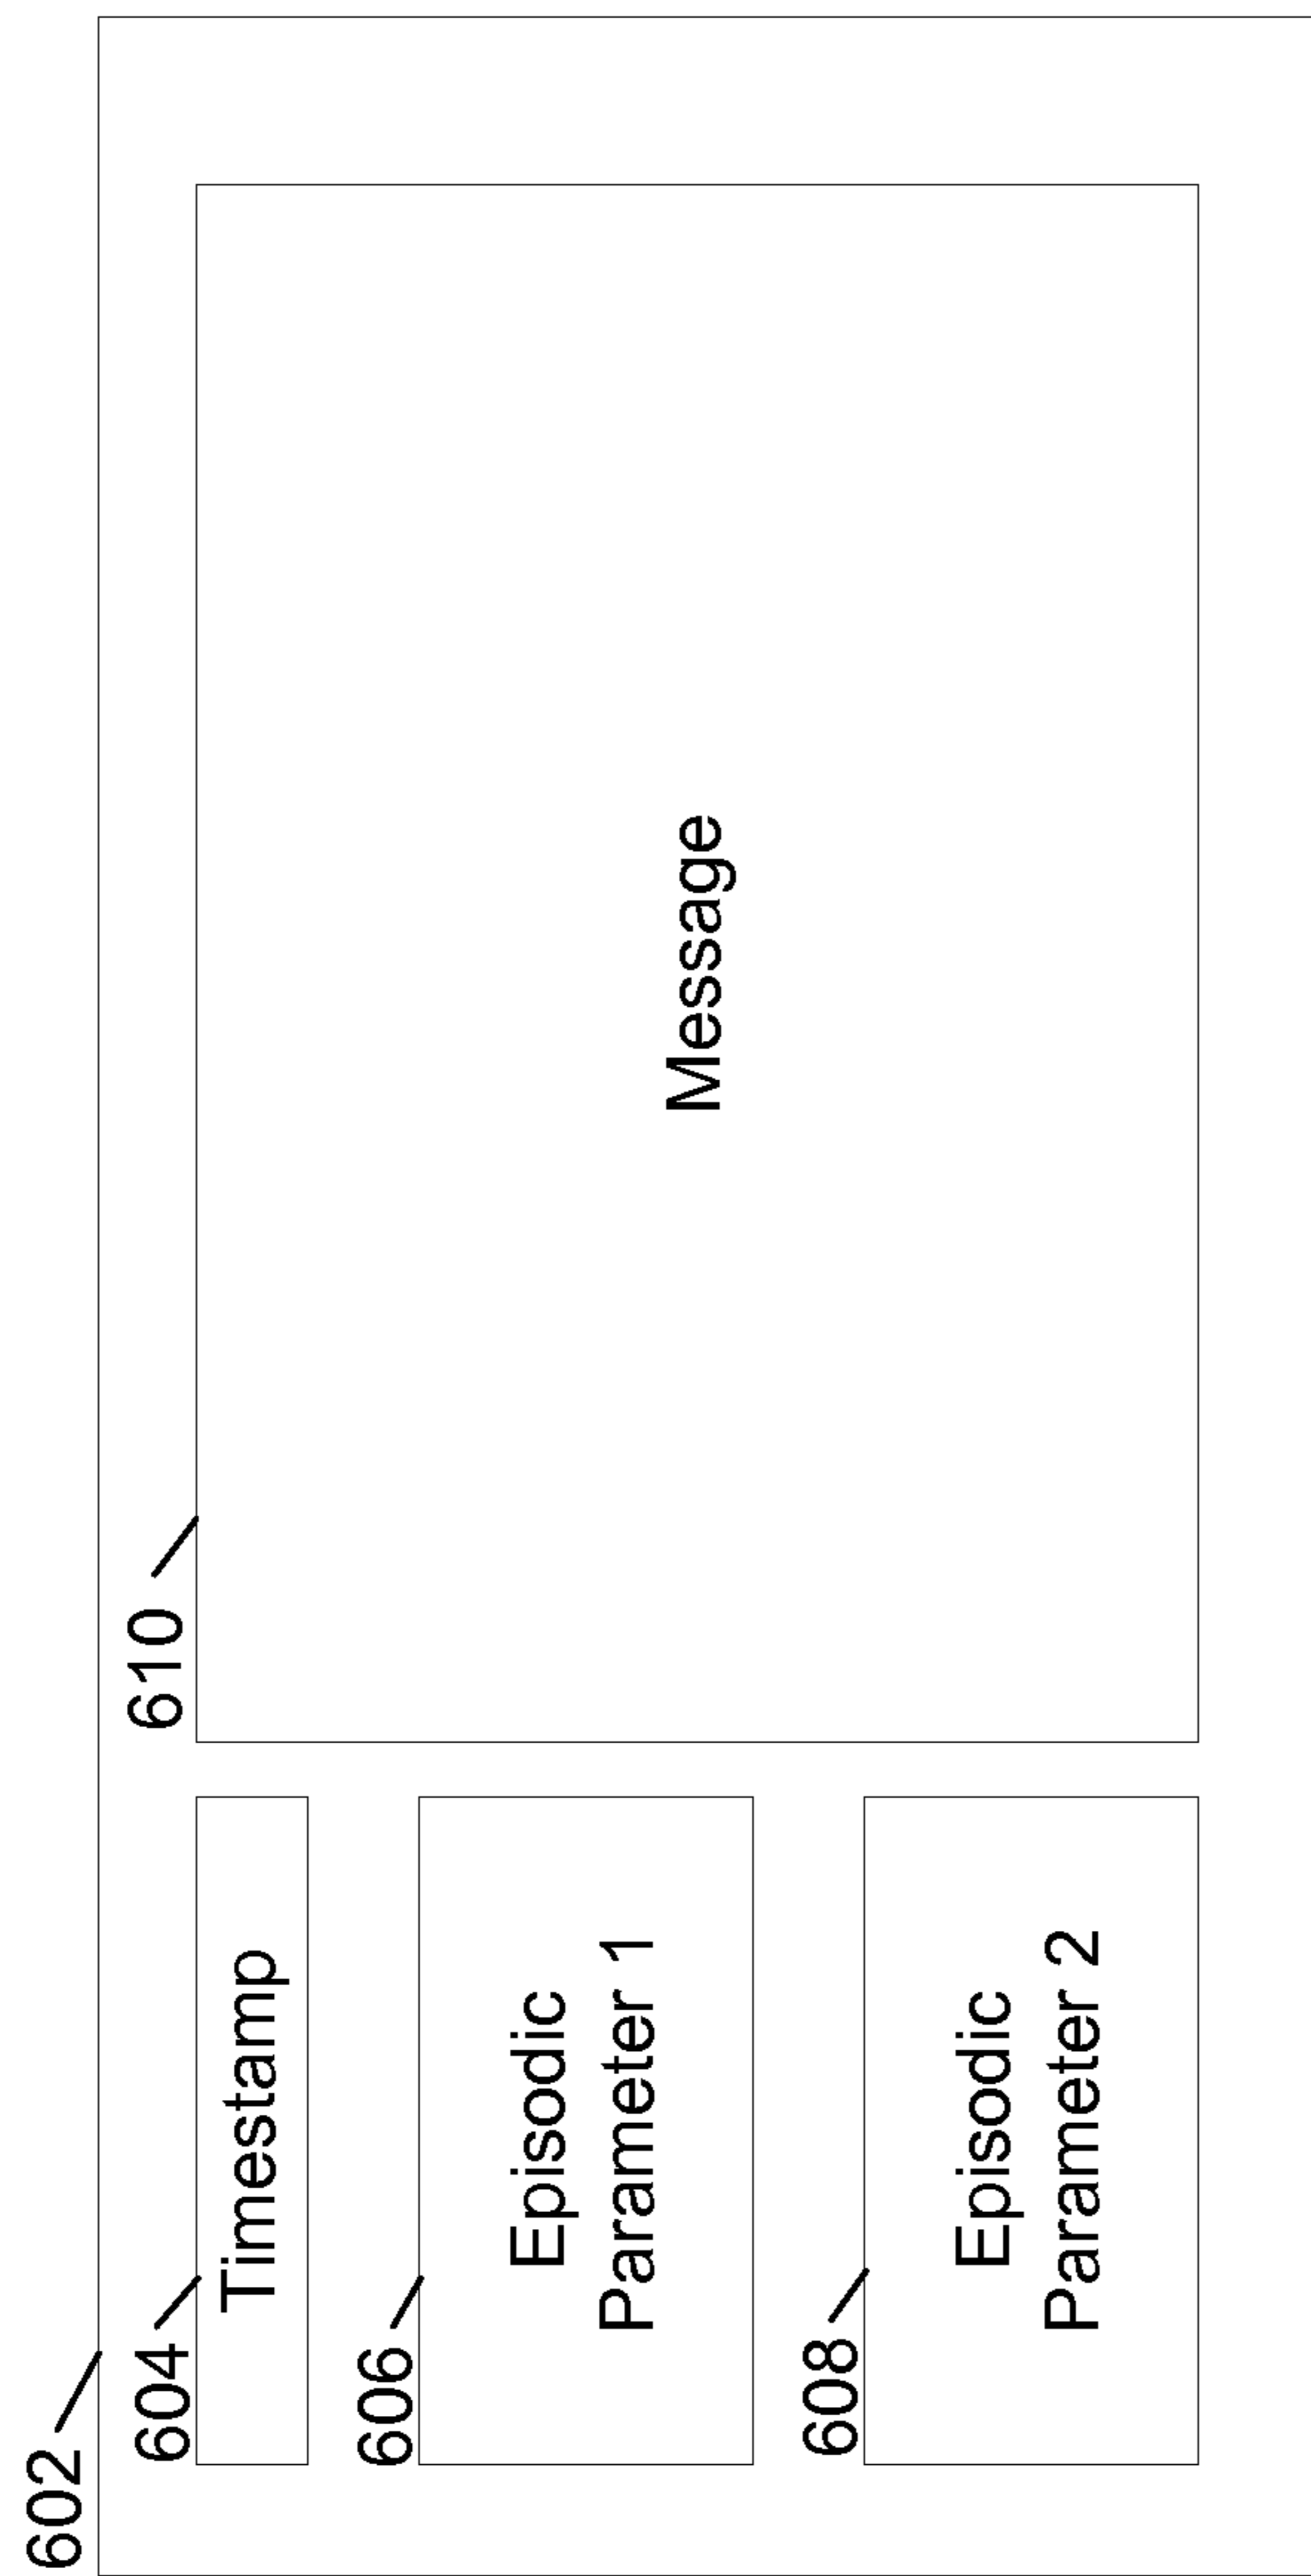 602
604
Timestamp
606
Episodic
Parameter 1
608
Episodic
Parameter 2
610
Message